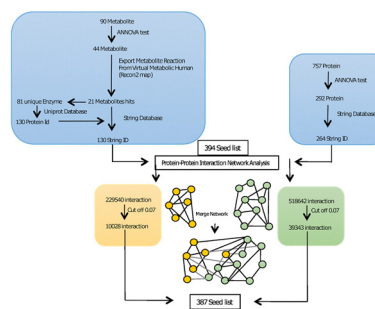 90 Metabolite
ANNOVA test
44 Metabolite
Export Metabolite Reaction
From Virtual Metabolic Human
(Recon2 map)
81 unique Enzyme
21 Metabolites hits
Uniprot Database
String Database
130 Protein Id
130 String ID
757 Protein
ANNOVA test
292 Protein
String Database
264 String ID
394 Seed list
Protein-Protein Interaction Network Analysis
229540 interaction
Cut off 0.07
10028 interaction
Merge Network
518642 interaction
Cut off 0.07
39343 interaction
387 Seed list